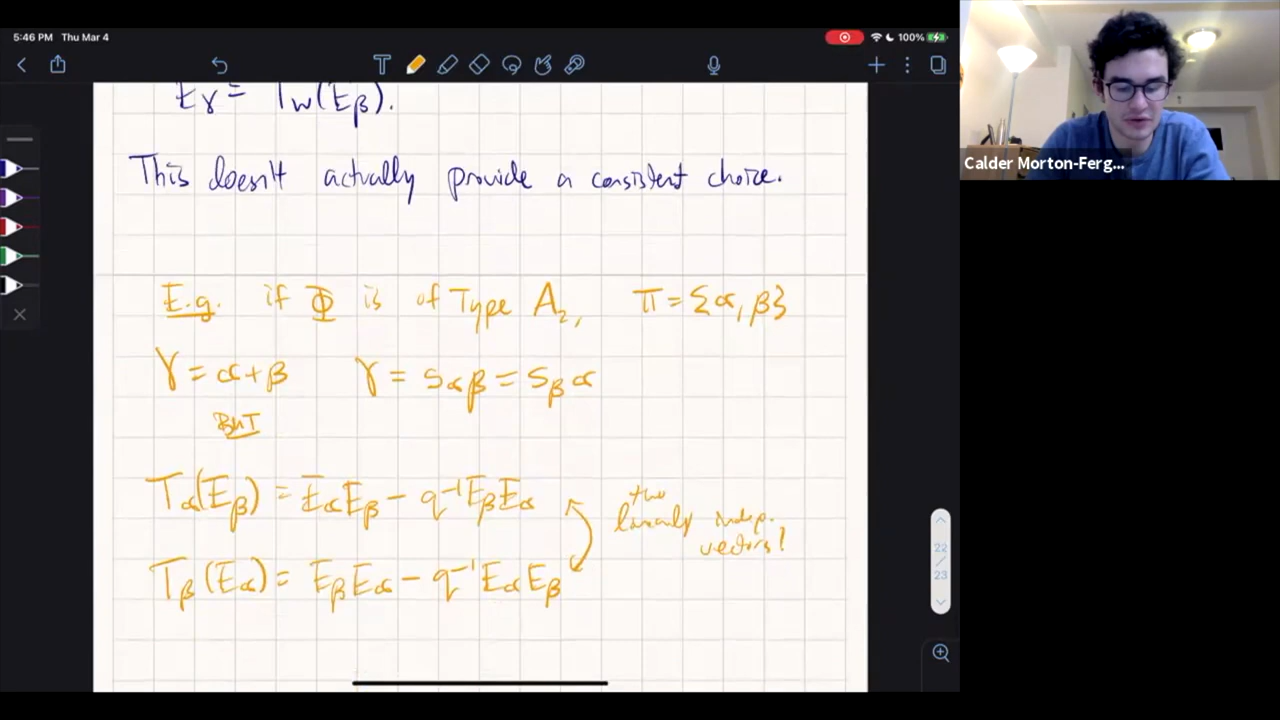 5:46 PM Thu Mar 4
100%
Eγ = Tw(Eβ).
This doesn't actually provide a consistent choice.
E.g. if Φ is of Type A₂, Π = {α, β}
γ = α+β γ = sαβ = sβα
BUT
Tα(Eβ) = EαEβ − q⁻¹EβEα
Tβ(Eα) = EβEα − q⁻¹EαEβ
two
linearly indep.
vectors!
22
/
23
Calder Morton-Ferg...